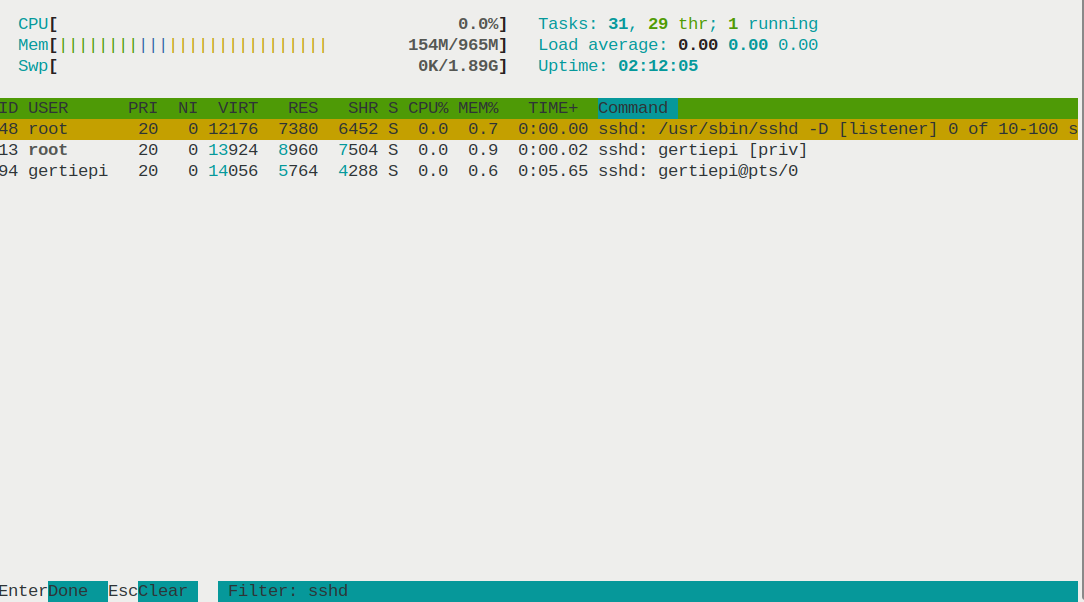 CPU[ 0.0%] Tasks: 31, 29 thr; 1 running
Mem[||||||||||||||||||||||||||| 154M/965M] Load average: 0.00 0.00 0.00
Swp[ 0K/1.89G] Uptime: 02:12:05
ID USER PRI NI VIRT RES SHR S CPU% MEM% TIME+ Command
48 root 20 0 12176 7380 6452 S 0.0 0.7 0:00.00 sshd: /usr/sbin/sshd -D [listener] 0 of 10-100 s
13 root 20 0 13924 8960 7504 S 0.0 0.9 0:00.02 sshd: gertiepi [priv]
94 gertiepi 20 0 14056 5764 4288 S 0.0 0.6 0:05.65 sshd: gertiepi@pts/0
EnterDone EscClear Filter: sshd